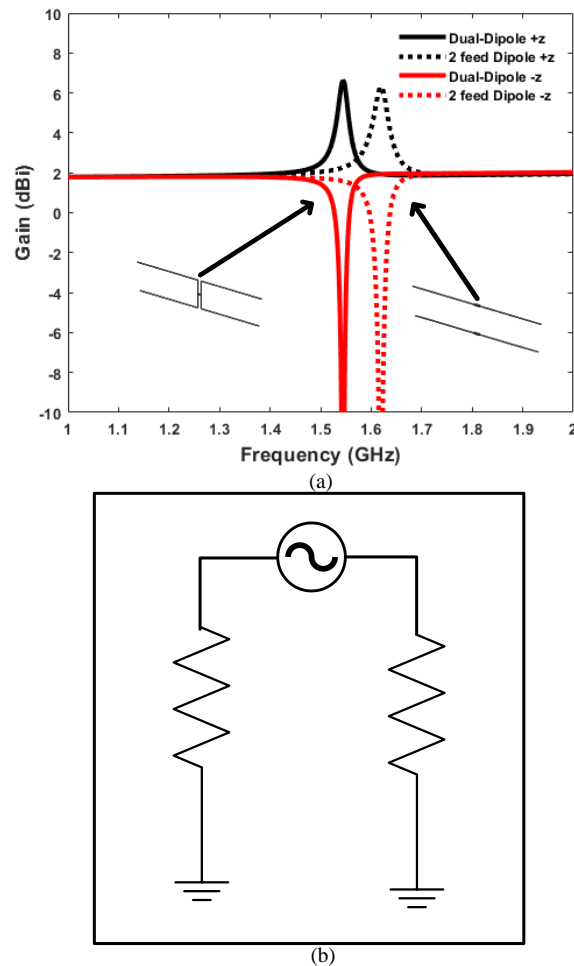 Dual-Dipole +z
2 feed Dipole +z
Dual-Dipole -z
2 feed Dipole -z
Gain (dBi)
10
8
6
4
2
0
-2
-4
-6
-8
-10
1 1.1 1.2 1.3 1.4 1.5 1.6 1.7 1.8 1.9 2
Frequency (GHz)
(a)
(b)